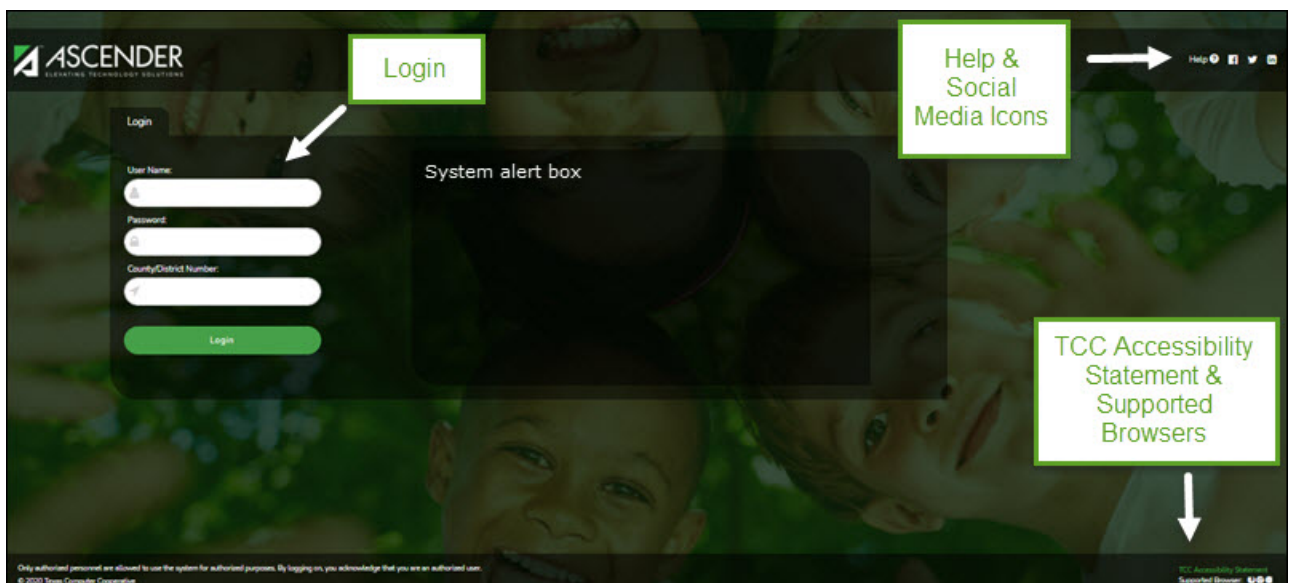 ASCENDER
ELEVATING TECHNOLOGY SOLUTIONS
Login
Help &
Social
Media Icons
Help
Login
User Name:
System alert box
Password:
County/District Number:
Login
TCC Accessibility
Statement &
Supported
Browsers
Only authorized personnel are allowed to use the system for authorized purposes. By logging on, you acknowledge that you are an authorized user.
TCC Accessibility Statement
© 2020 Texas Computer Cooperative
Supported Browser: